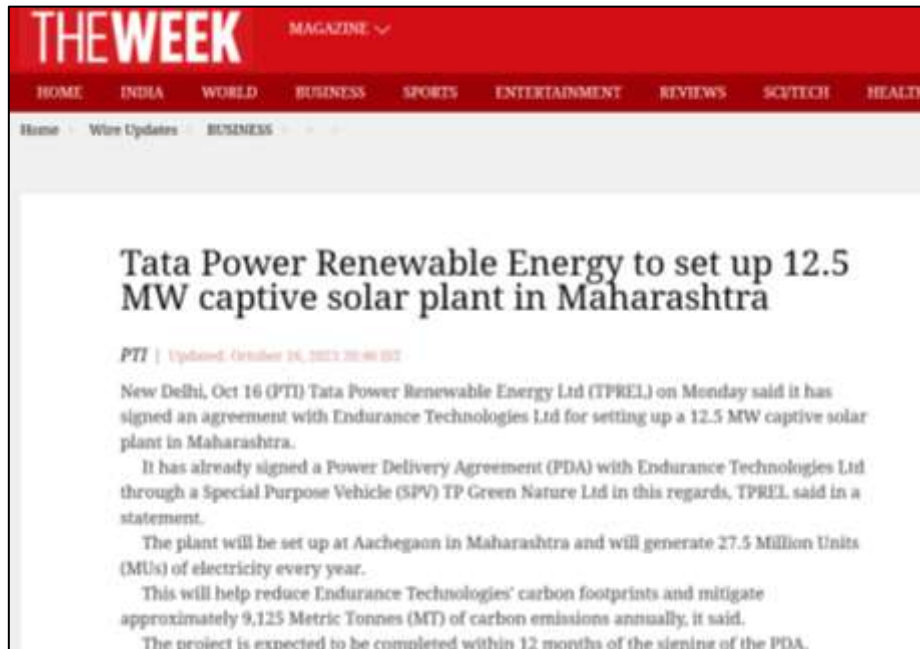 THEWEEK
MAGAZINE
HOME INDIA WORLD BUSINESS SPORTS ENTERTAINMENT REVIEWS SCI/TECH HEALTH
Home Wire Updates BUSINESS
Tata Power Renewable Energy to set up 12.5
MW captive solar plant in Maharashtra
PTI | Updated: October 16, 2023 20:46 IST
New Delhi, Oct 16 (PTI) Tata Power Renewable Energy Ltd (TPREL) on Monday said it has
signed an agreement with Endurance Technologies Ltd for setting up a 12.5 MW captive solar
plant in Maharashtra.
It has already signed a Power Delivery Agreement (PDA) with Endurance Technologies Ltd
through a Special Purpose Vehicle (SPV) TP Green Nature Ltd in this regards, TPREL said in a
statement.
The plant will be set up at Aachegaon in Maharashtra and will generate 27.5 Million Units
(MUs) of electricity every year.
This will help reduce Endurance Technologies' carbon footprints and mitigate
approximately 9,125 Metric Tonnes (MT) of carbon emissions annually, it said.
The project is expected to be completed within 12 months of the signing of the PDA.